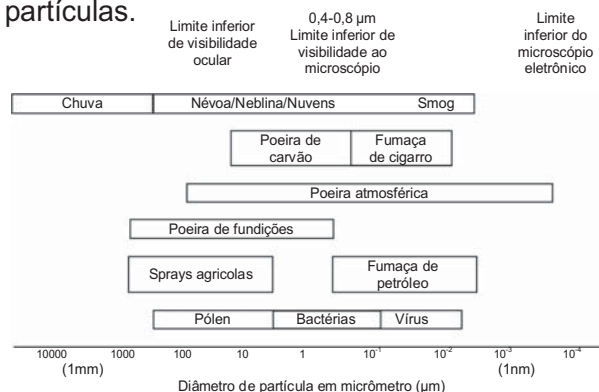 partículas.
Limite inferior
de visibilidade
ocular
0,4-0,8 µm
Limite inferior de
visibilidade ao
microscópio
Limite
inferior do
microscópio
eletrônico
Chuva
Névoa/Neblina/Nuvens
Smog
Poeira de
carvão
Fumaça
de cigarro
Poeira atmosférica
Poeira de fundições
Sprays agricolas
Fumaça de
petróleo
Pólen
Bactérias
Vírus
10000 1000 100 10 1 10⁻¹ 10⁻² 10⁻³ 10⁻⁴
(1mm) (1nm)
Diâmetro de partícula em micrômetro (µm)